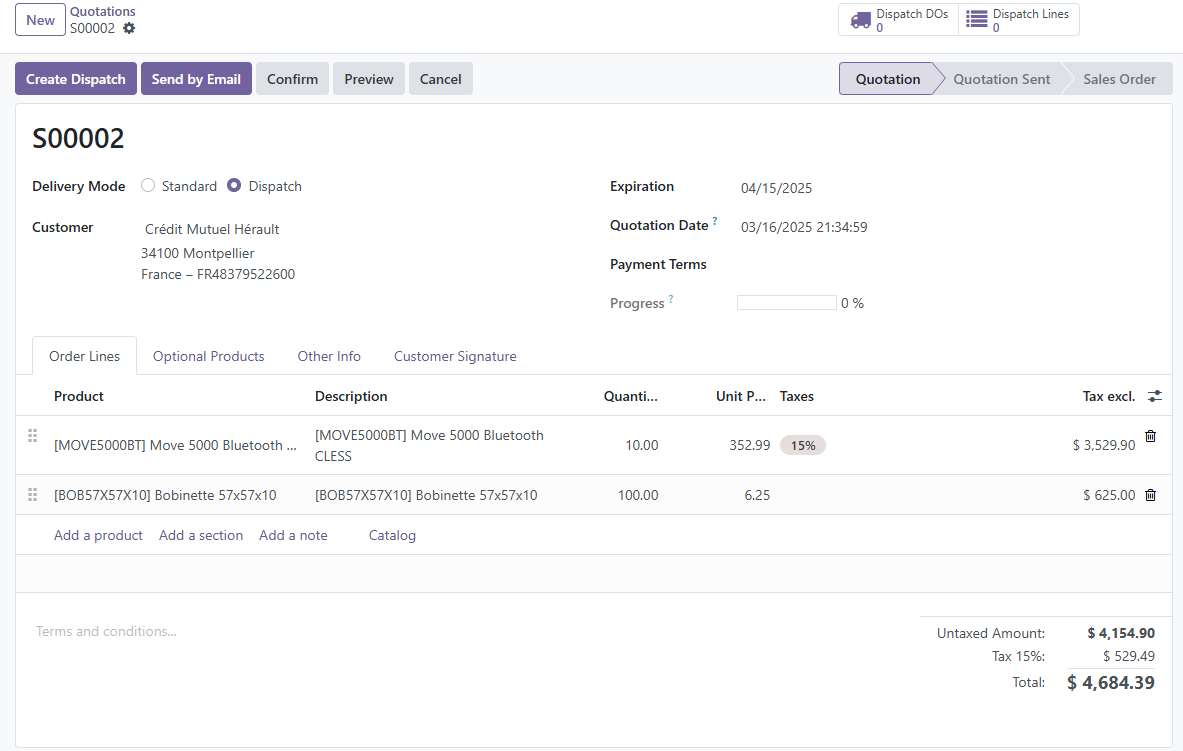 New
Quotations
S00002
Dispatch DOs
0
Dispatch Lines
0
Create Dispatch Send by Email Confirm Preview Cancel
Quotation Quotation Sent Sales Order
S00002
Delivery Mode Standard Dispatch
Customer Crédit Mutuel Hérault
34100 Montpellier
France – FR48379522600
Expiration 04/15/2025
Quotation Date ? 03/16/2025 21:34:59
Payment Terms
Progress ? 0 %
Order Lines Optional Products Other Info Customer Signature
Product Description Quanti... Unit P... Taxes Tax excl.
[MOVE5000BT] Move 5000 Bluetooth ... [MOVE5000BT] Move 5000 Bluetooth
CLESS
10.00 352.99 15% $ 3,529.90
[BOB57X57X10] Bobinette 57x57x10 [BOB57X57X10] Bobinette 57x57x10 100.00 6.25 $ 625.00
Add a product Add a section Add a note Catalog
Terms and conditions...
Untaxed Amount: $ 4,154.90
Tax 15%: $ 529.49
Total: $ 4,684.39